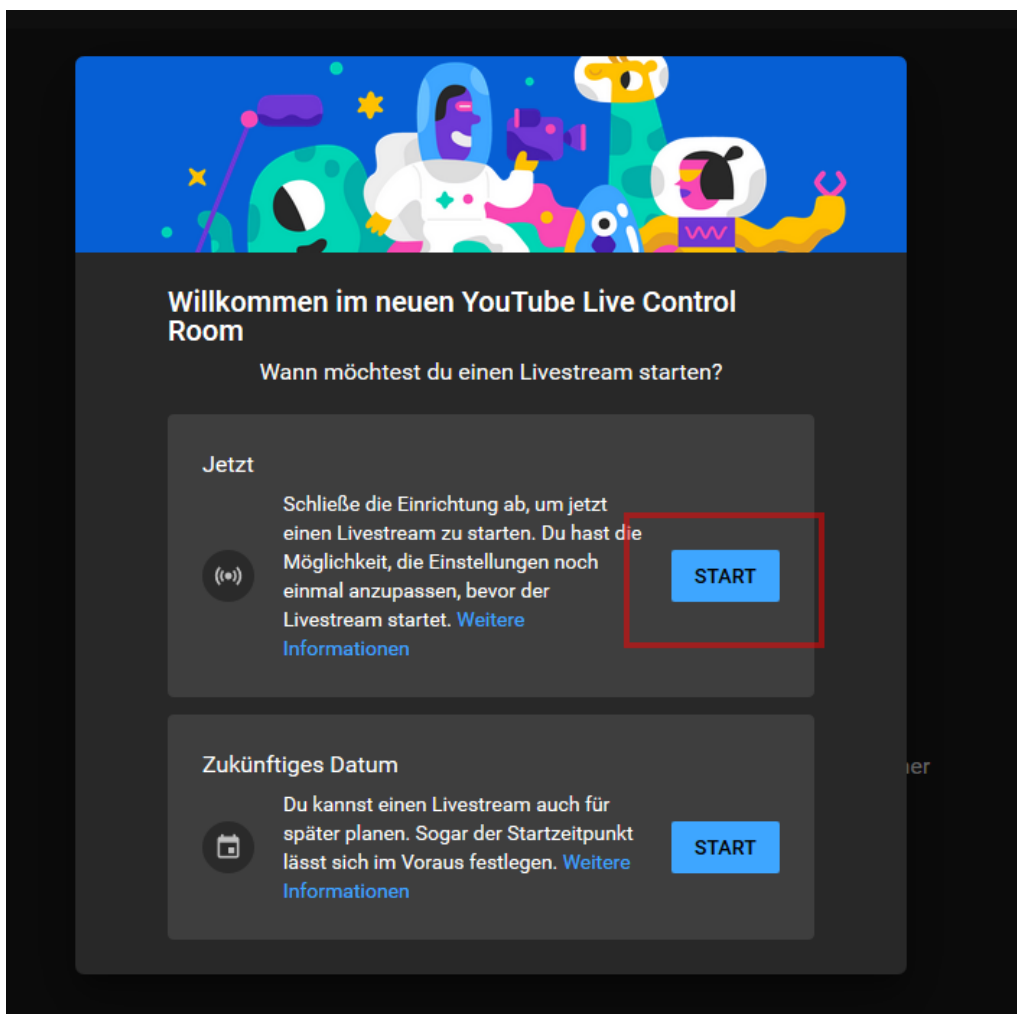 Willkommen im neuen YouTube Live Control
Room
Wann möchtest du einen Livestream starten?
Jetzt
Schließe die Einrichtung ab, um jetzt
einen Livestream zu starten. Du hast die
Möglichkeit, die Einstellungen noch
einmal anzupassen, bevor der
Livestream startet. Weitere
Informationen
START
Zukünftiges Datum
Du kannst einen Livestream auch für
später planen. Sogar der Startzeitpunkt
lässt sich im Voraus festlegen. Weitere
Informationen
START